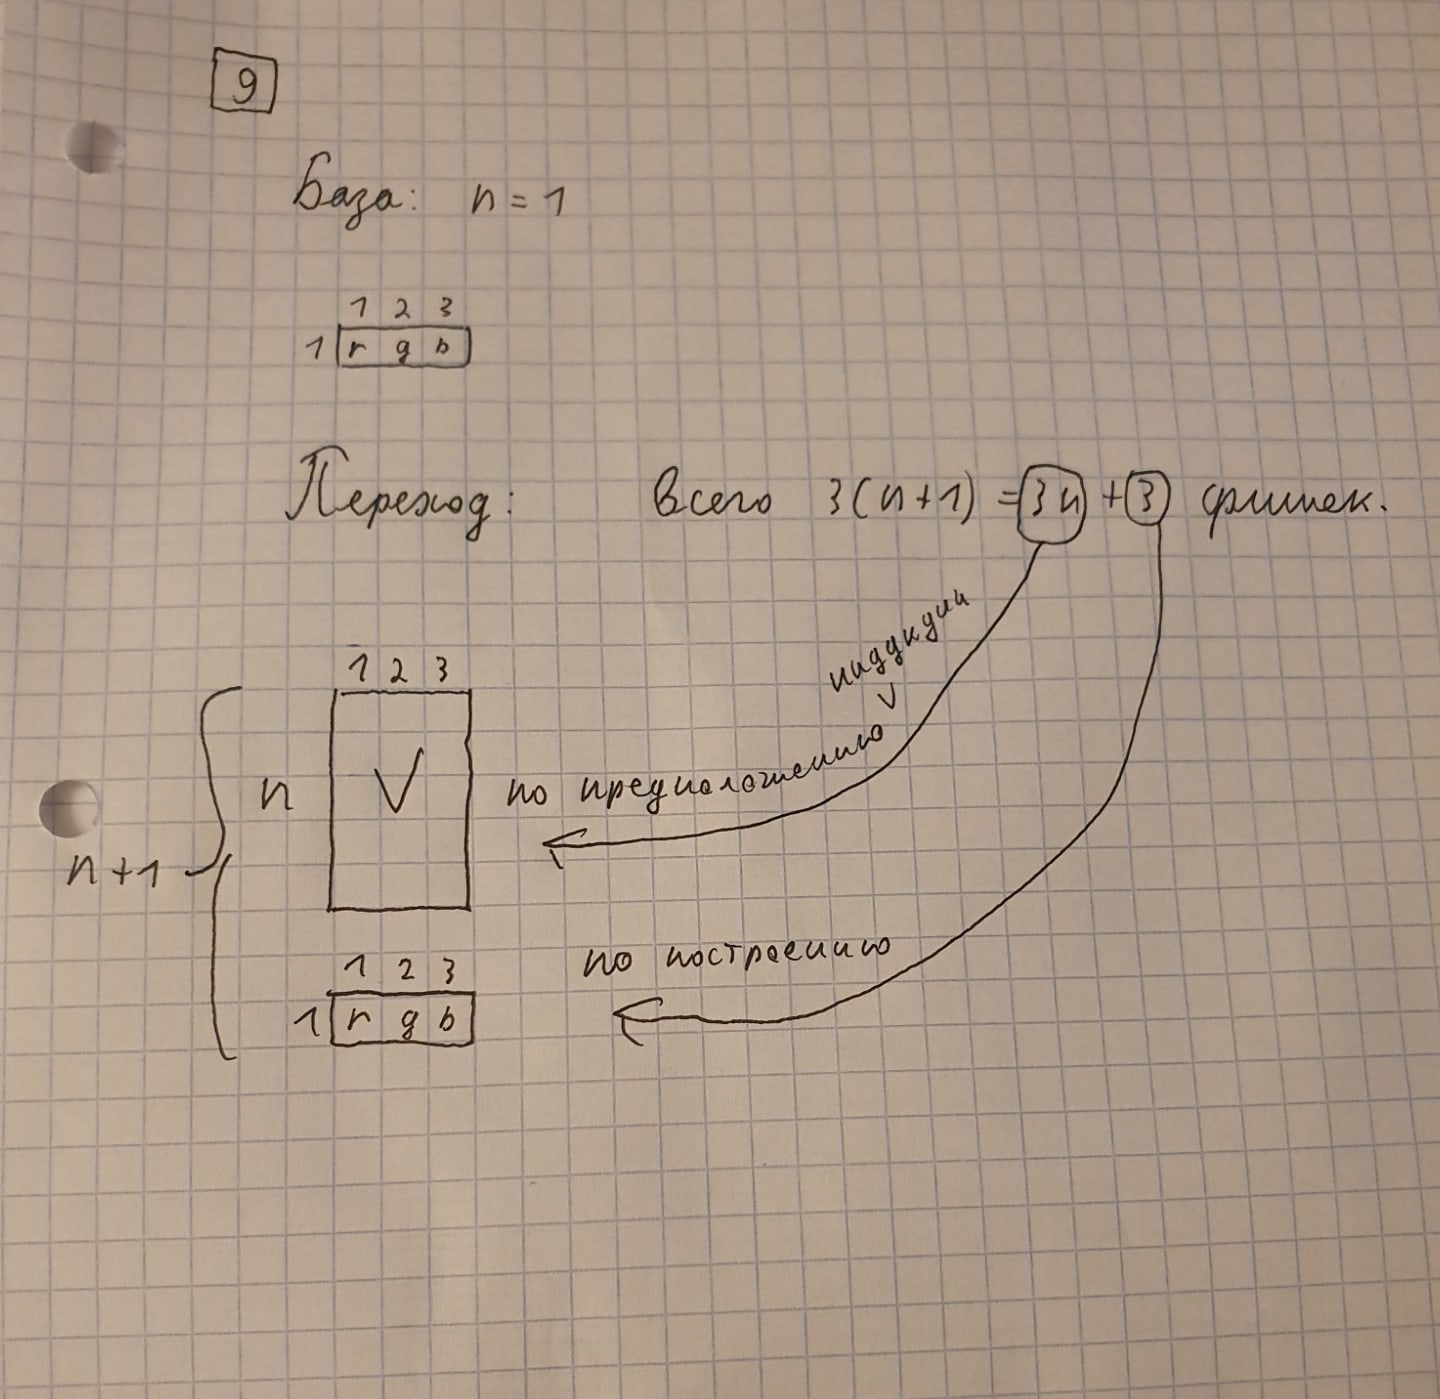 9
База: n = 1
1 2 3
1 r g b
Переход: Всего 3(n+1) = 3n + 3 фишек.
индукции
1 2 3
n V по предположению V
n+1
по построению
1 2 3
1 r g b